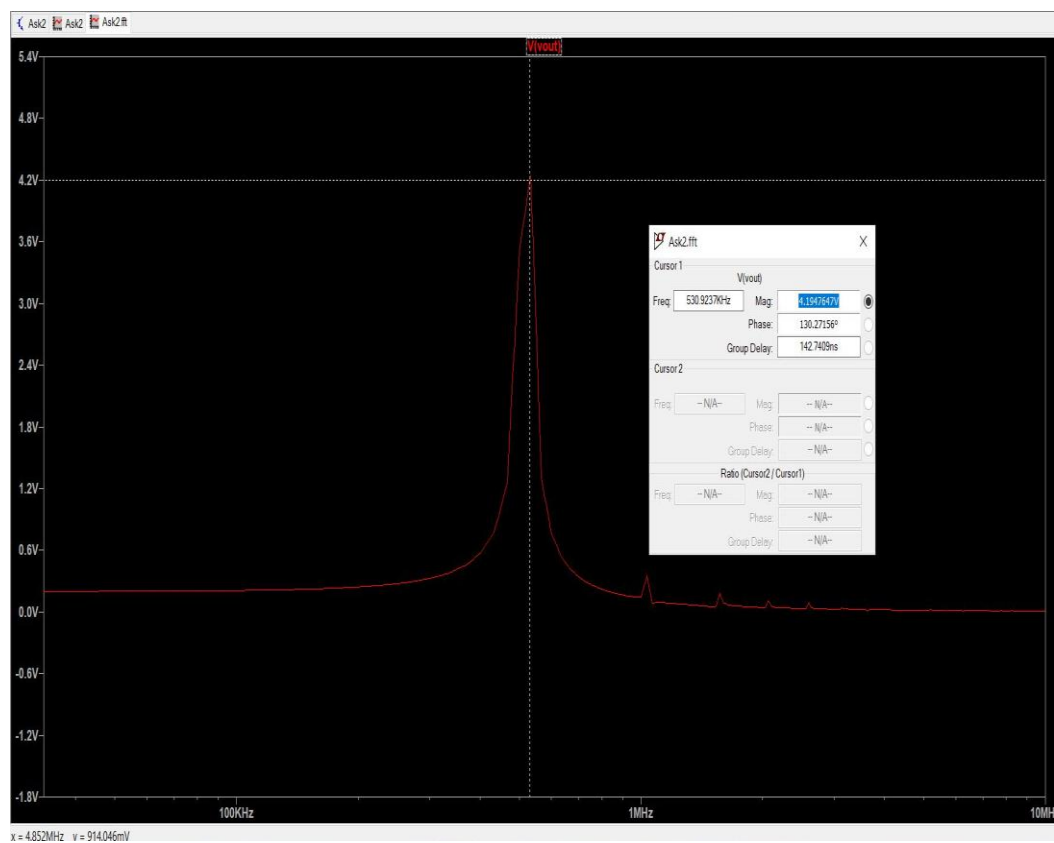 Ask2 Ask2 Ask2.fft
V(vout)
5.4V
4.8V
4.2V
3.6V
3.0V
2.4V
1.8V
1.2V
0.6V
0.0V
-0.6V
-1.2V
-1.8V
100KHz 1MHz 10MH
Ask2.fft X
Cursor 1
V(vout)
Freq: 530.9237KHz Mag: 4.1947647V
Phase: 130.27156°
Group Delay: 142.7409ns
Cursor 2
Freq: -- N/A-- Mag: -- N/A--
Phase: -- N/A--
Group Delay: -- N/A--
Ratio (Cursor2 / Cursor1)
Freq: -- N/A-- Mag: -- N/A--
Phase: -- N/A--
Group Delay: -- N/A--
x = 4.852MHz y = 914.046mV